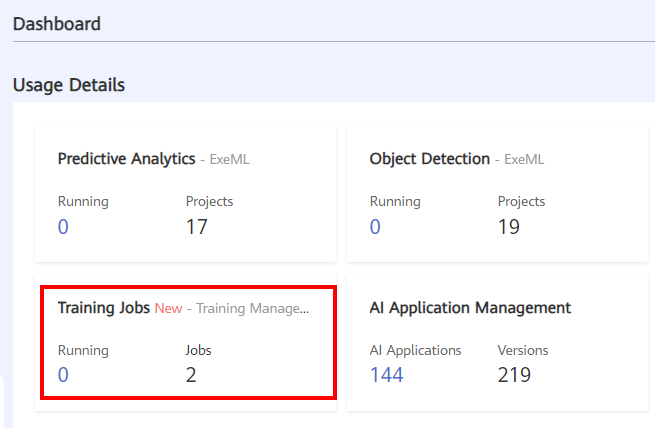 Dashboard
Usage Details
Predictive Analytics - ExeML
Running Projects
0 17
Object Detection - ExeML
Running Projects
0 19
Training Jobs New - Training Manage...
Running Jobs
0 2
AI Application Management
AI Applications Versions
144 219